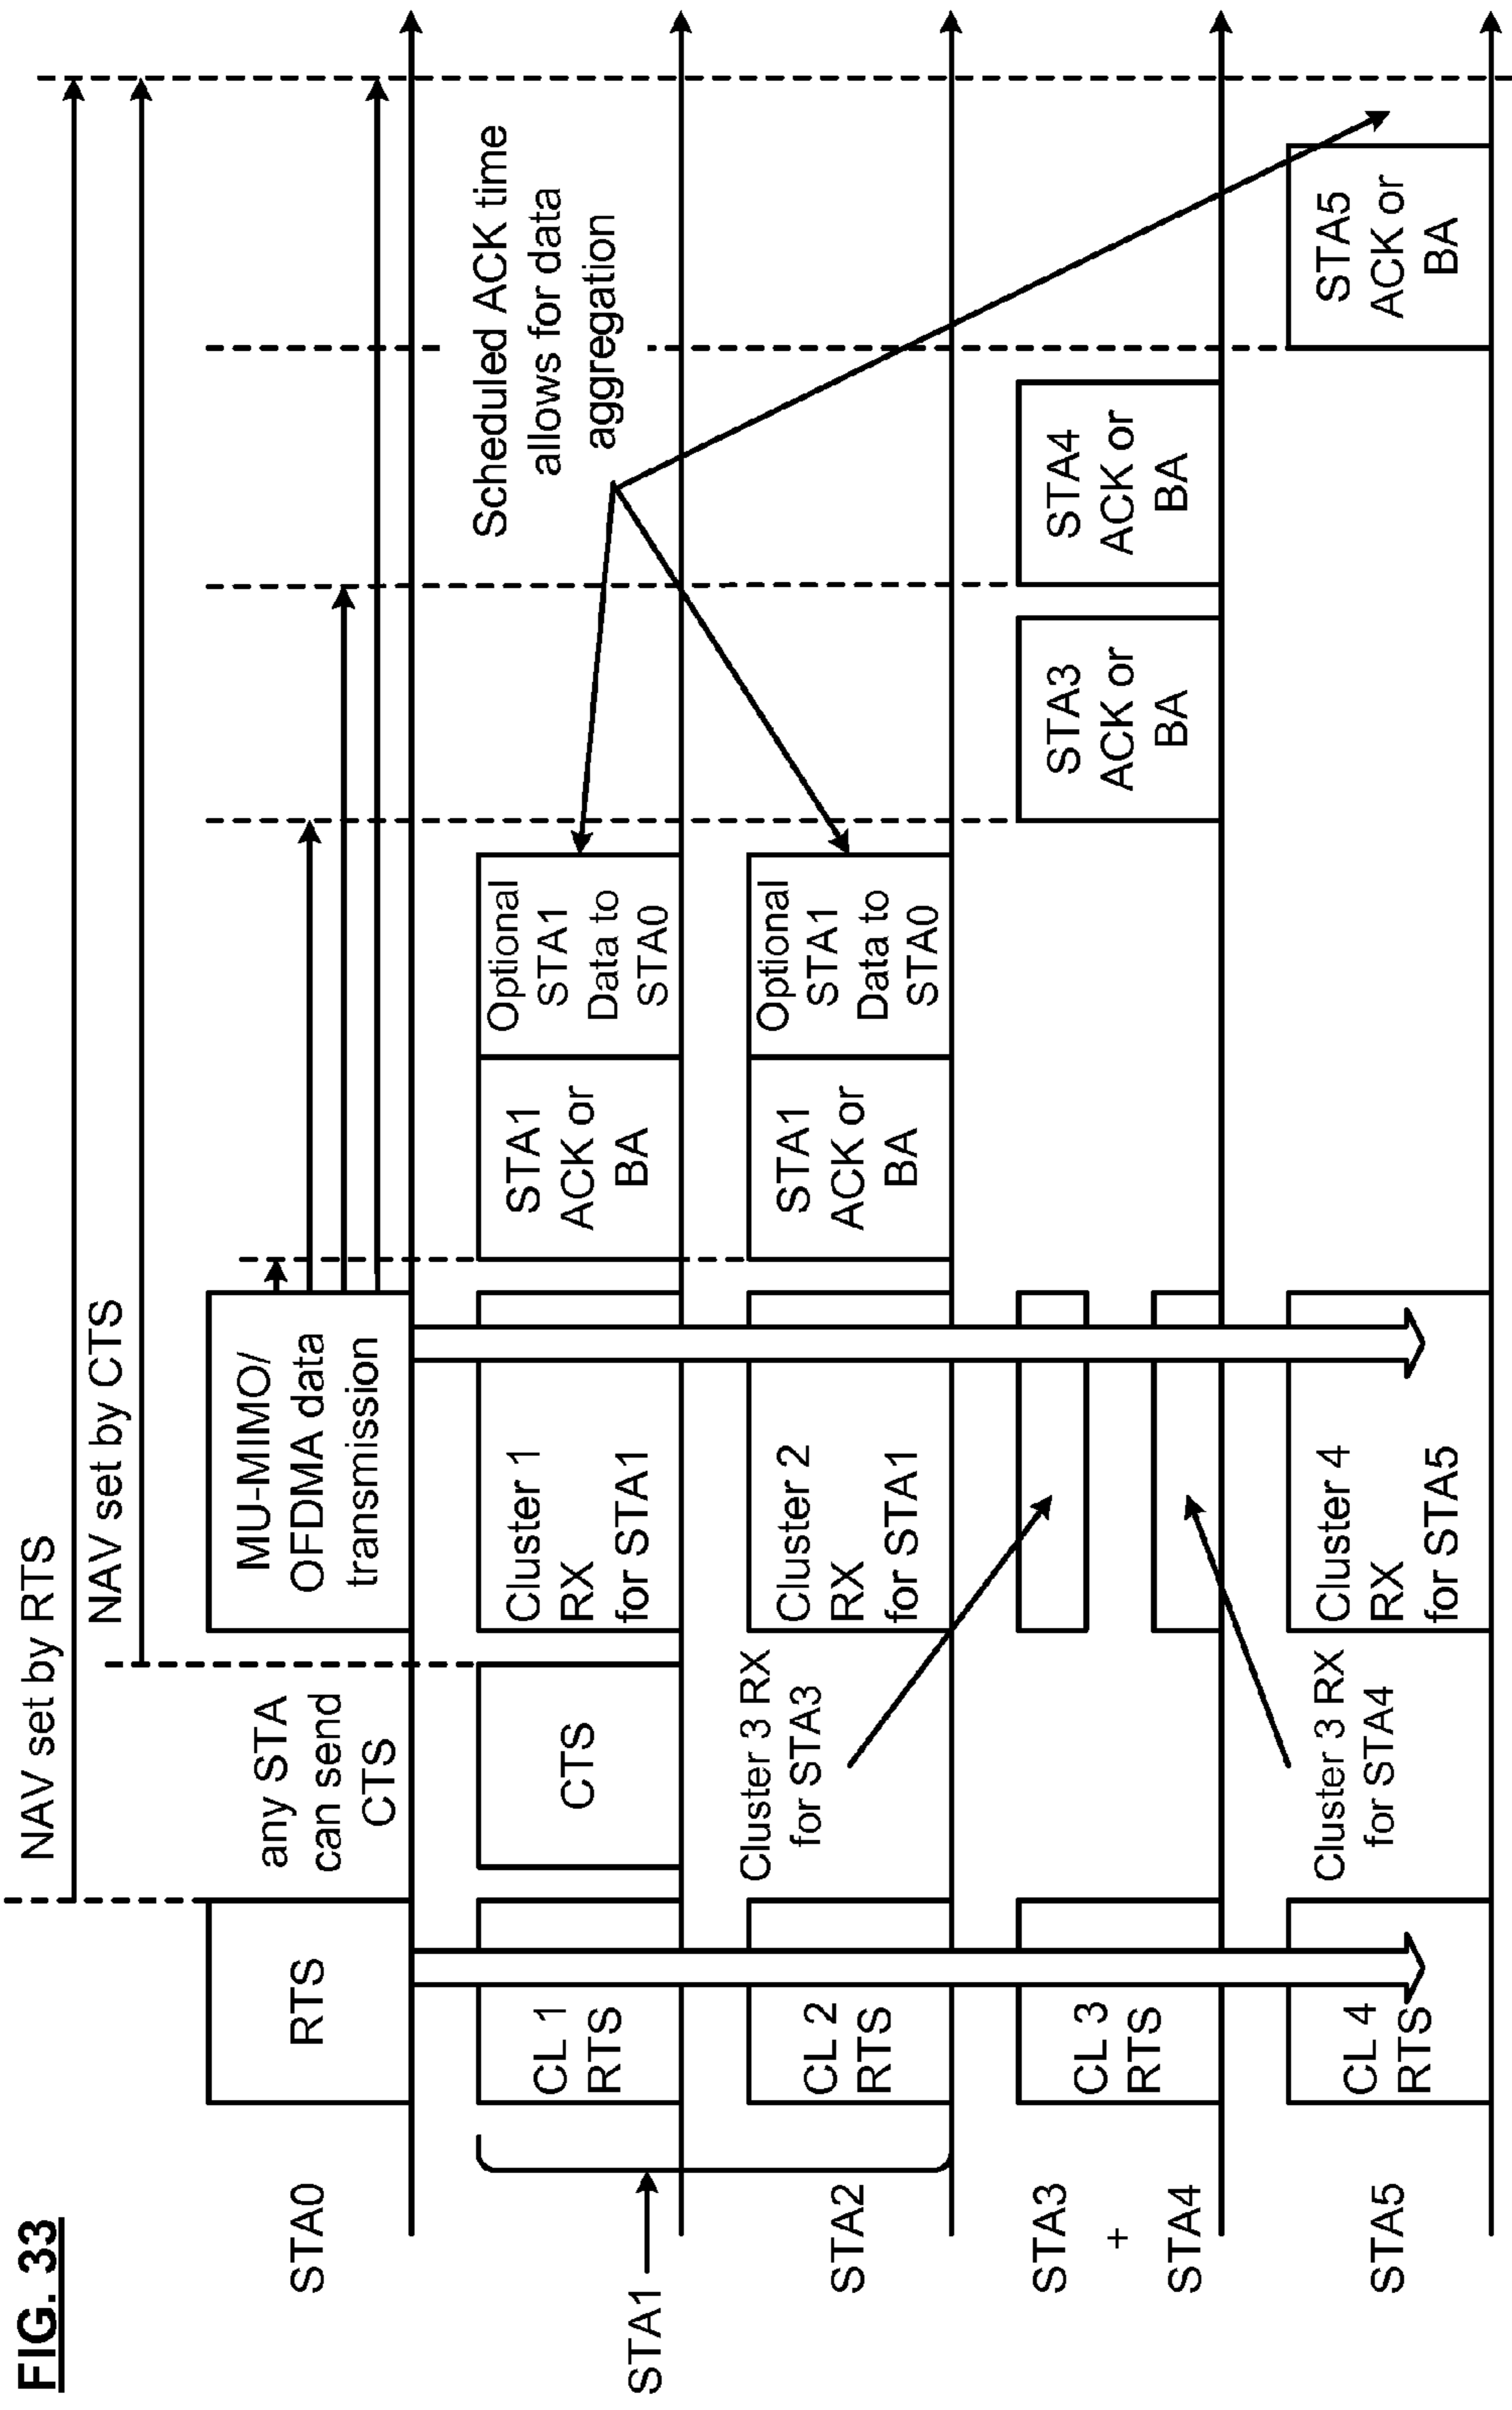 FIG. 33
NAV set by RTS
NAV set by CTS
STA0
RTS
any STA
can send
CTS
MU-MIMO/
OFDMA data
transmission
Scheduled ACK time
allows for data
aggregation
STA1
CL 1
RTS
CTS
Cluster 1
RX
for STA1
STA1
ACK or
BA
Optional
STA1
Data to
STA0
STA2
CL 2
RTS
Cluster 2
RX
for STA1
STA1
ACK or
BA
Optional
STA1
Data to
STA0
Cluster 3 RX
for STA3
STA3
+
STA4
CL 3
RTS
STA3
ACK or
BA
STA4
ACK or
BA
Cluster 3 RX
for STA4
STA5
CL 4
RTS
Cluster 4
RX
for STA5
STA5
ACK or
BA